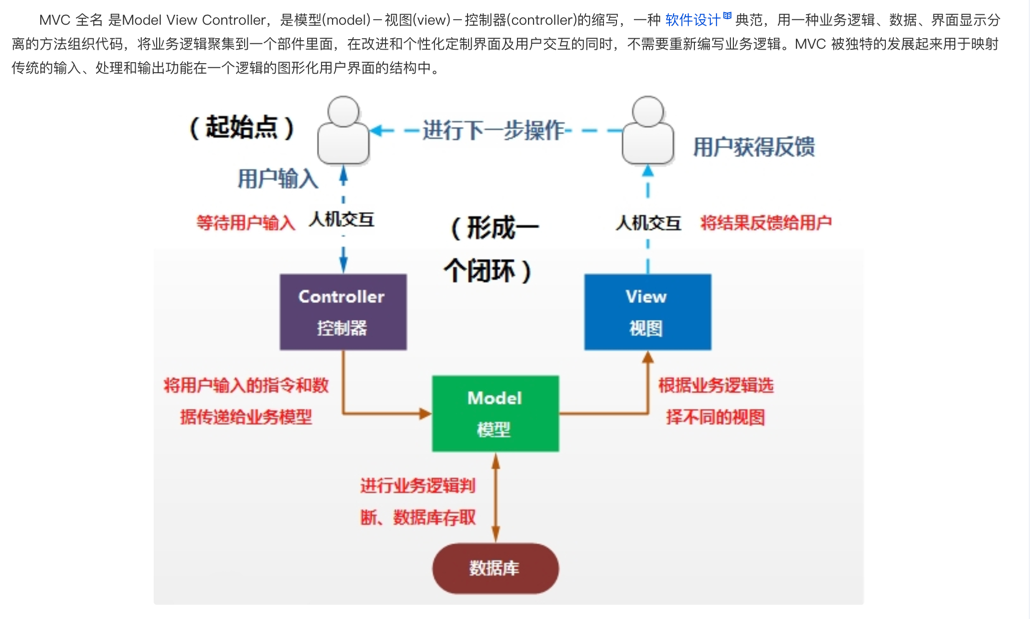 MVC 全名 是Model View Controller，是模型(model)－视图(view)－控制器(controller)的缩写，一种 软件设计 典范，用一种业务逻辑、数据、界面显示分
离的方法组织代码，将业务逻辑聚集到一个部件里面，在改进和个性化定制界面及用户交互的同时，不需要重新编写业务逻辑。MVC 被独特的发展起来用于映射
传统的输入、处理和输出功能在一个逻辑的图形化用户界面的结构中。
（起始点）
进行下一步操作
用户获得反馈
用户输入
等待用户输入
人机交互
（形成一
个闭环）
人机交互
将结果反馈给用户
Controller
控制器
View
视图
将用户输入的指令和数
据传递给业务模型
Model
模型
根据业务逻辑选
择不同的视图
进行业务逻辑判
断、数据库存取
数据库